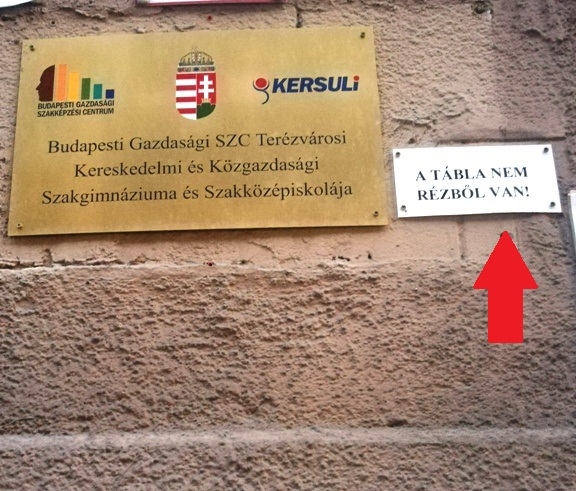 BUDAPESTI GAZDASÁGI
SZAKKÉPZÉSI CENTRUM
KERSULi
Budapesti Gazdasági SZC Terézvárosi
Kereskedelmi és Közgazdasági
Szakgimnáziuma és Szakközépiskolája
A TÁBLA NEM
RÉZBŐL VAN!